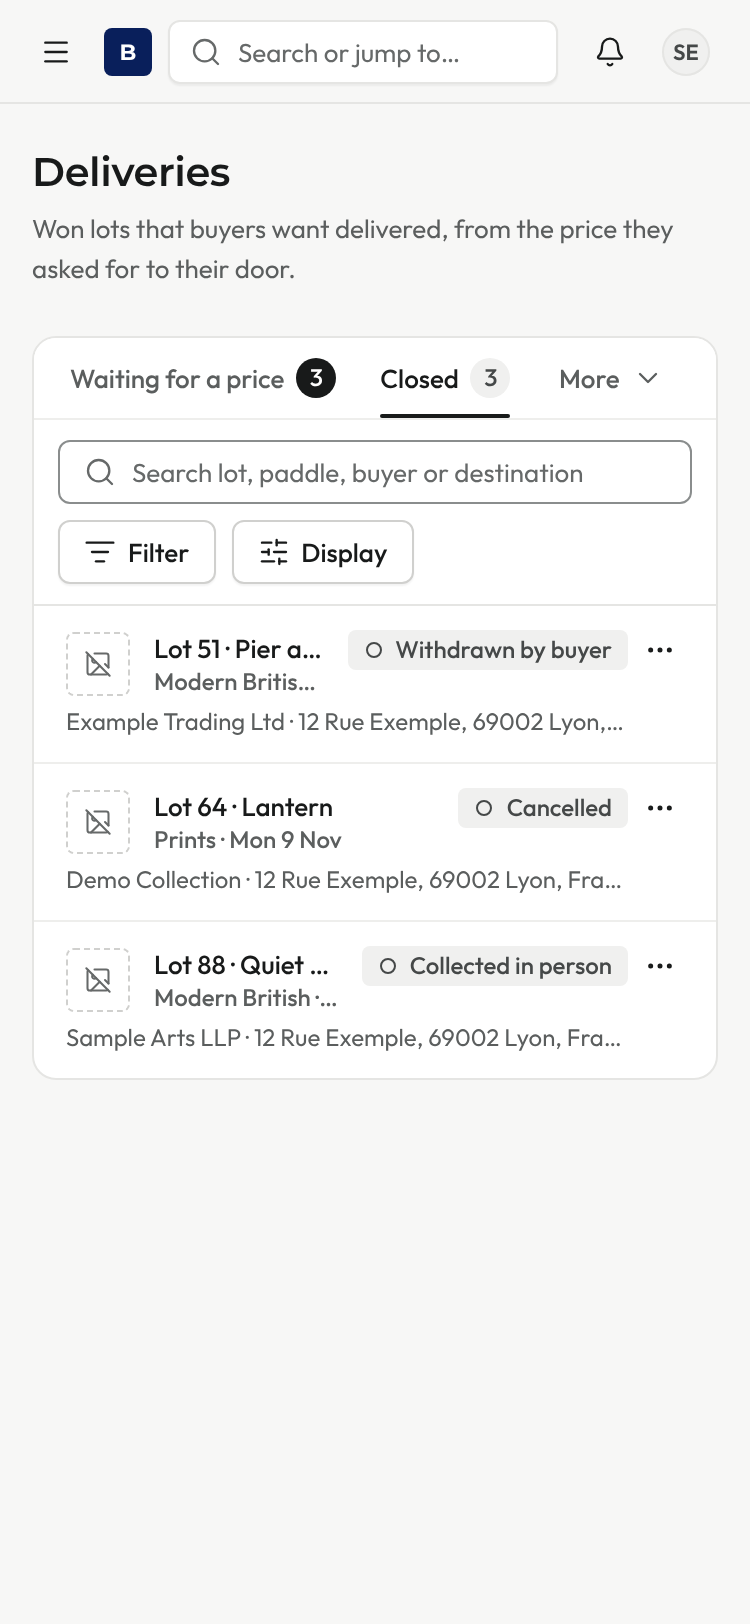 B
Search or jump to...
SE
Deliveries
Won lots that buyers want delivered, from the price they
asked for to their door.
Waiting for a price 3
Closed 3
More
Search lot, paddle, buyer or destination
Filter
Display
Lot 51 · Pier a... Withdrawn by buyer
Modern Britis...
Example Trading Ltd · 12 Rue Exemple, 69002 Lyon,...
Lot 64 · Lantern Cancelled
Prints · Mon 9 Nov
Demo Collection · 12 Rue Exemple, 69002 Lyon, Fra...
Lot 88 · Quiet ... Collected in person
Modern British ·...
Sample Arts LLP · 12 Rue Exemple, 69002 Lyon, Fra...